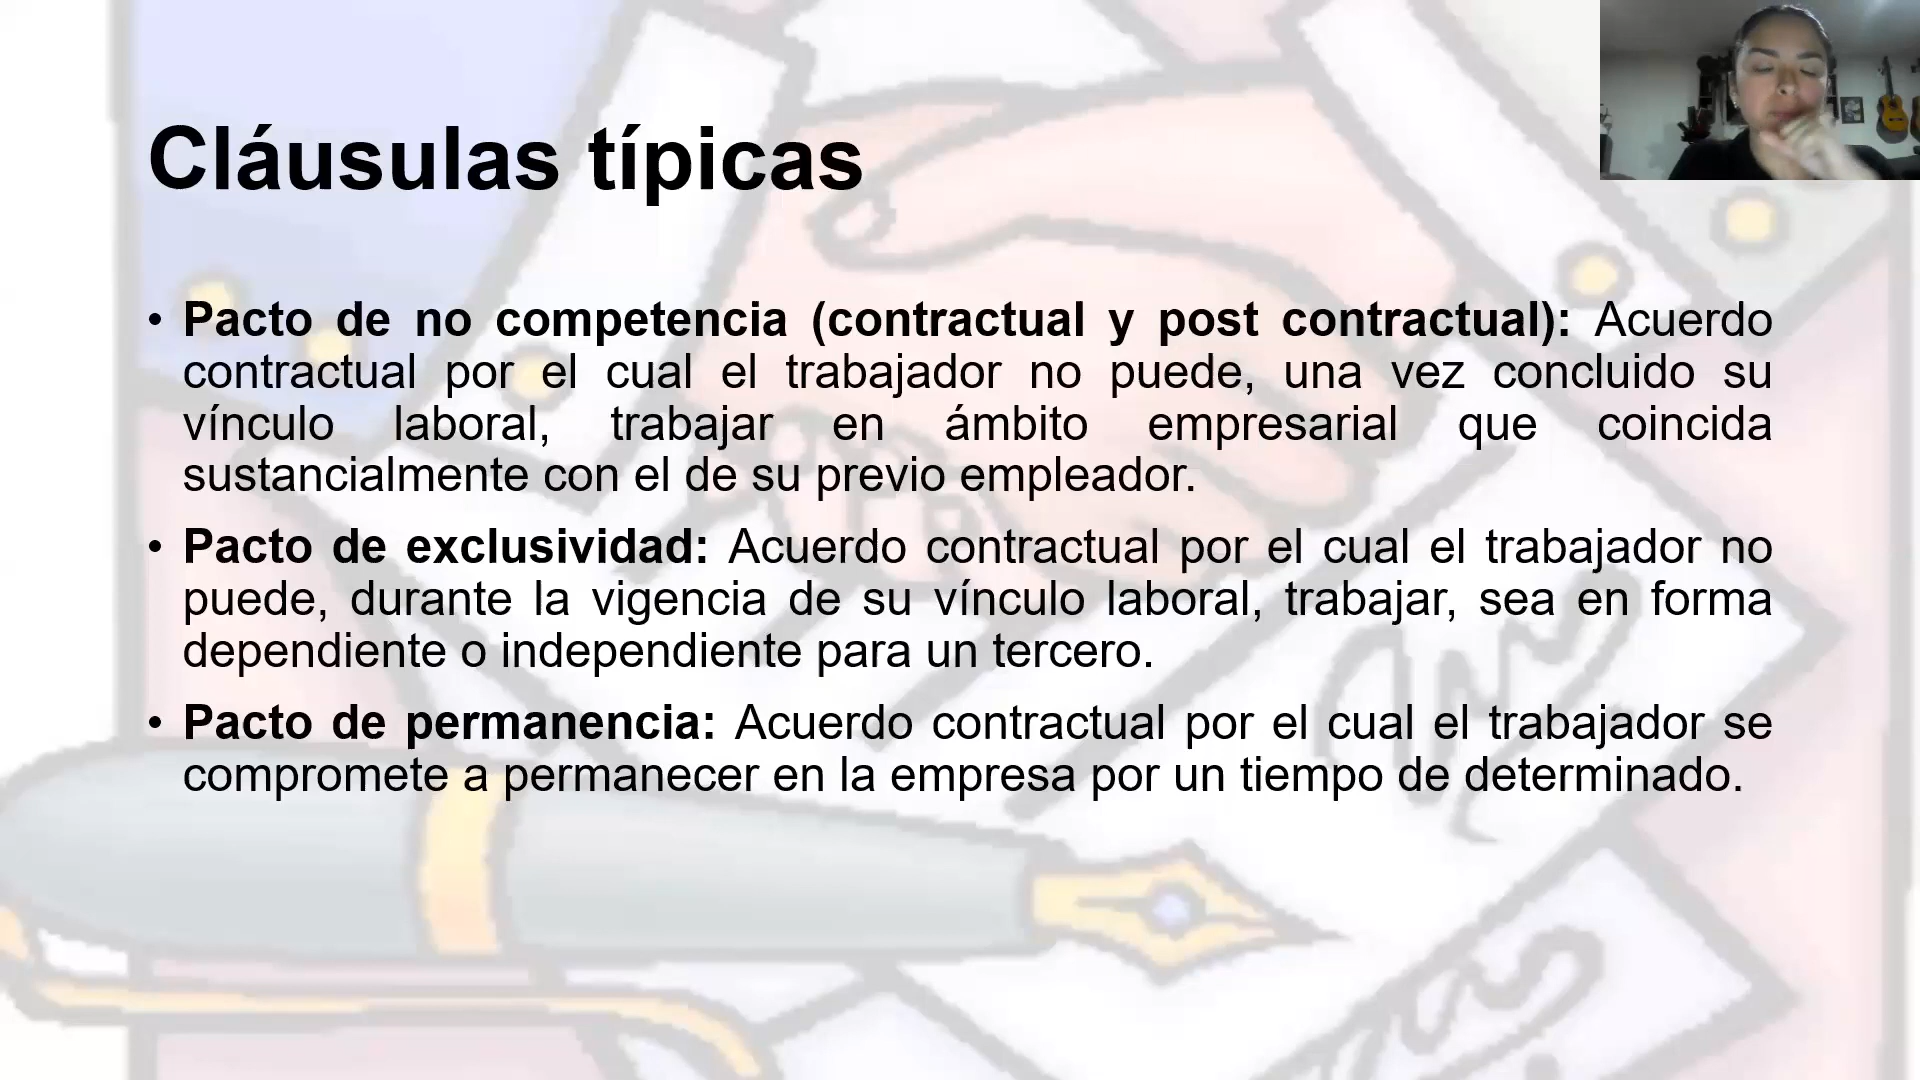 Cláusulas típicas
• Pacto de no competencia (contractual y post contractual): Acuerdo
contractual por el cual el trabajador no puede, una vez concluido su
vínculo laboral, trabajar en ámbito empresarial que coincida
sustancialmente con el de su previo empleador.
• Pacto de exclusividad: Acuerdo contractual por el cual el trabajador no
puede, durante la vigencia de su vínculo laboral, trabajar, sea en forma
dependiente o independiente para un tercero.
• Pacto de permanencia: Acuerdo contractual por el cual el trabajador se
compromete a permanecer en la empresa por un tiempo de determinado.